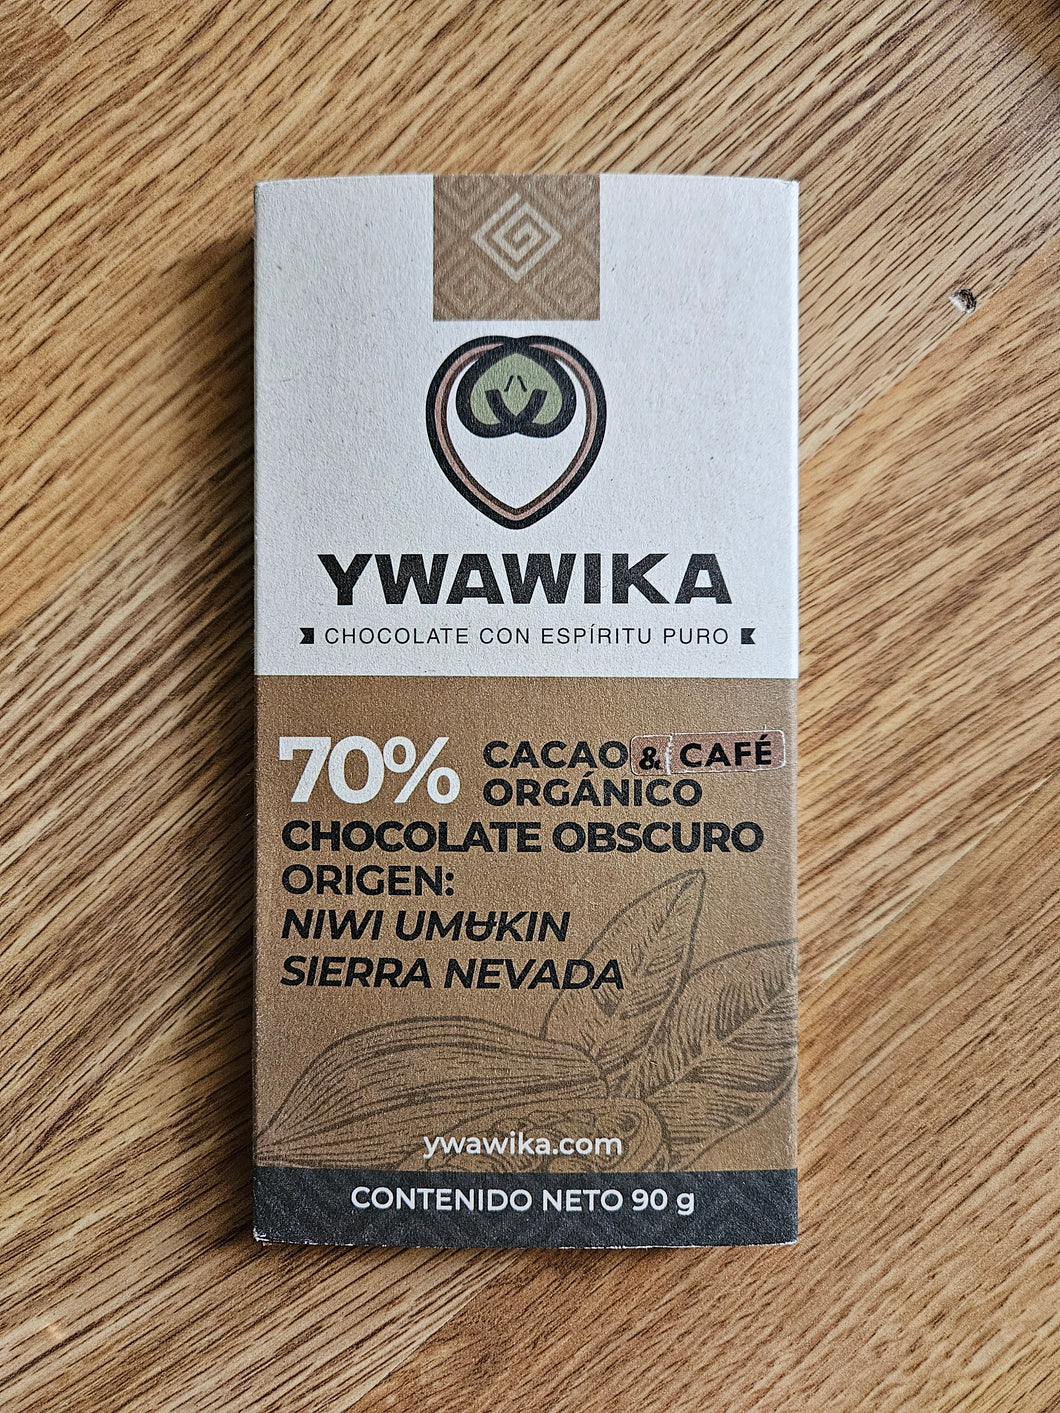 YWAWIKA
CHOCOLATE CON ESPÍRITU PURO
70% CACAO & CAFÉ
ORGÁNICO
CHOCOLATE OBSCURO
ORIGEN:
NIWI UMɄKIN
SIERRA NEVADA
ywawika.com
CONTENIDO NETO 90 g